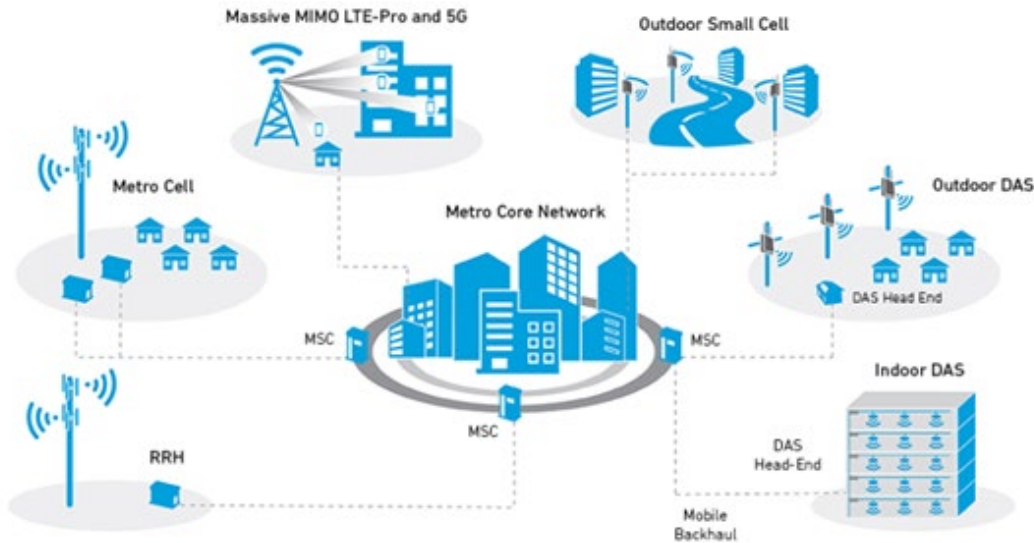 Massive MIMO LTE-Pro and 5G
Outdoor Small Cell
Metro Cell
Outdoor DAS
Metro Core Network
DAS Head End
MSC
MSC
Indoor DAS
MSC
DAS
Head-End
RRH
Mobile
Backhaul